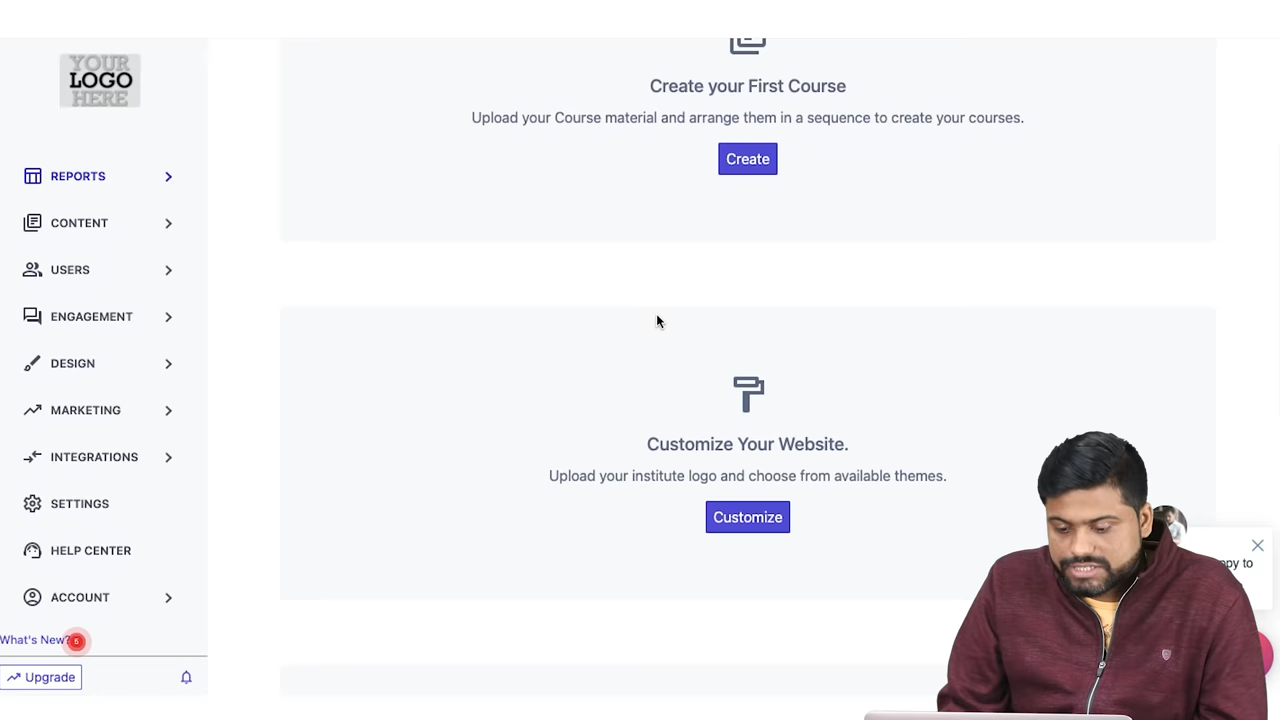 YOUR
LOGO
HERE
REPORTS
CONTENT
USERS
ENGAGEMENT
DESIGN
MARKETING
INTEGRATIONS
SETTINGS
HELP CENTER
ACCOUNT
What's New?
5
Upgrade
Create your First Course
Upload your Course material and arrange them in a sequence to create your courses.
Create
Customize Your Website.
Upload your institute logo and choose from available themes.
Customize
to